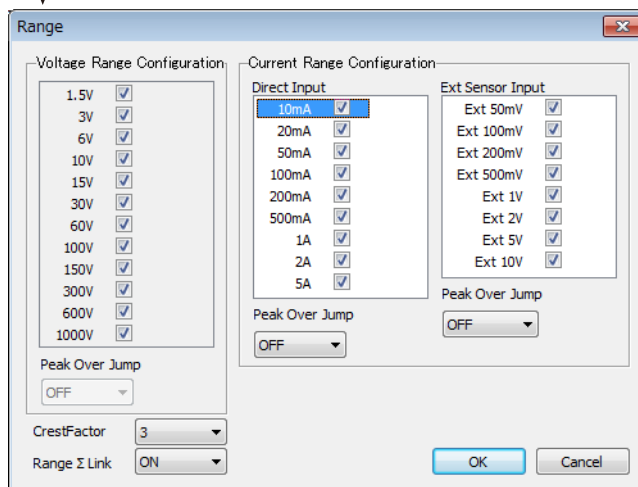 Range
Voltage Range Configuration
1.5V
3V
6V
10V
15V
30V
60V
100V
150V
300V
600V
1000V
Peak Over Jump
OFF
CrestFactor 3
Range Σ Link ON
Current Range Configuration
Direct Input
10mA
20mA
50mA
100mA
200mA
500mA
1A
2A
5A
Peak Over Jump
OFF
Ext Sensor Input
Ext 50mV
Ext 100mV
Ext 200mV
Ext 500mV
Ext 1V
Ext 2V
Ext 5V
Ext 10V
Peak Over Jump
OFF
OK
Cancel